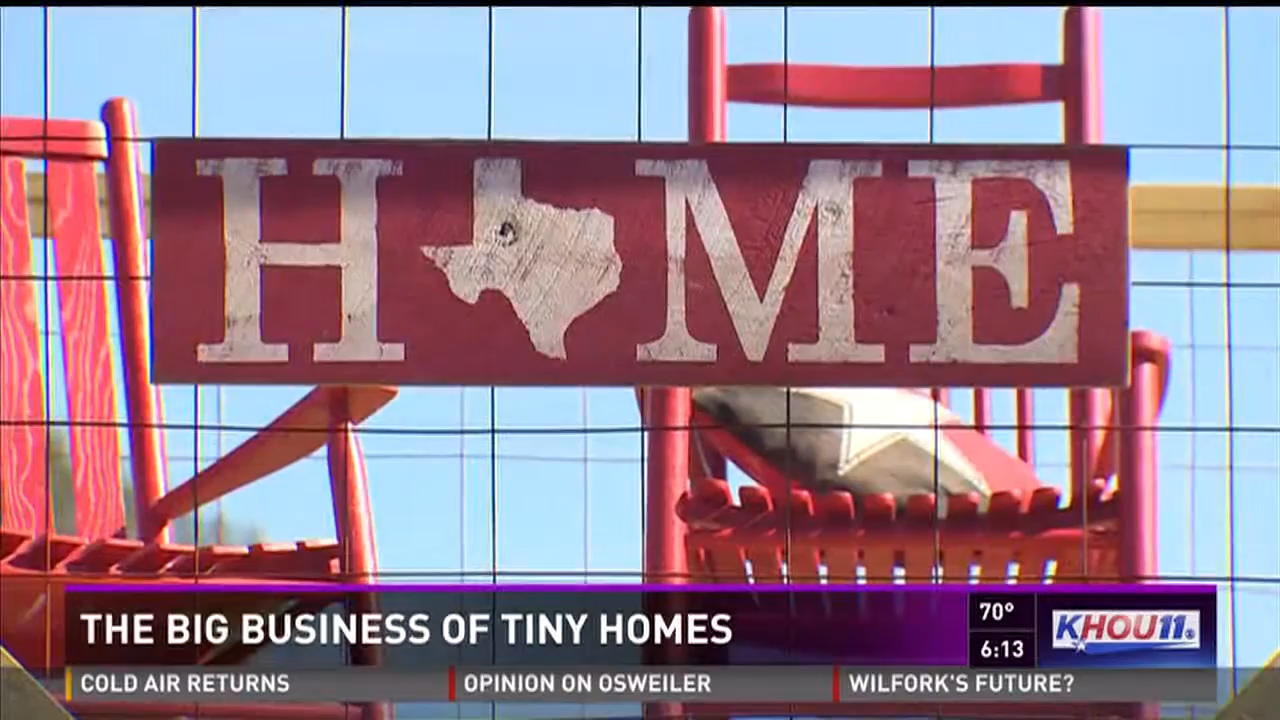 H ME
THE BIG BUSINESS OF TINY HOMES
70°
6:13
KHOU11®
COLD AIR RETURNS
OPINION ON OSWEILER
WILFORK'S FUTURE?